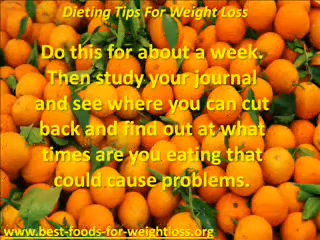 Dieting Tips For Weight Loss
Do this for about a week.
Then study your journal
and see where you can cut
back and find out at what
times are you eating that
could cause problems.
www.best-foods-for-weightloss.org